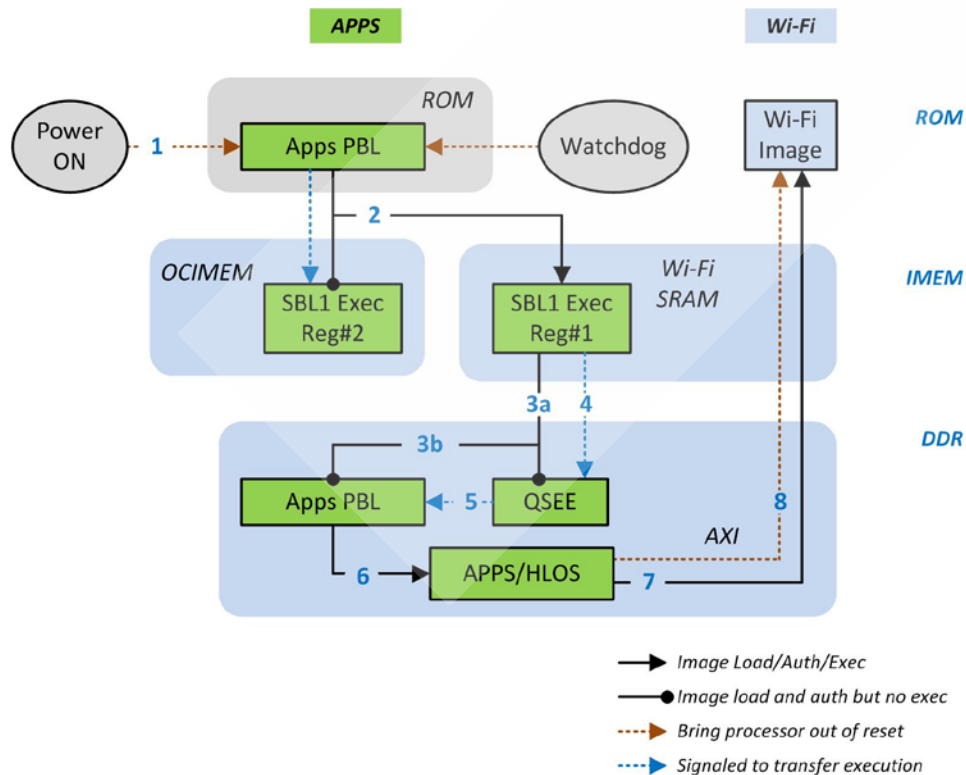 APPS
Wi-Fi
ROM
ROM
Power
ON
1
Apps PBL
Watchdog
Wi-Fi
Image
2
OCIMEM
Wi-Fi
SRAM
IMEM
SBL1 Exec
Reg#2
SBL1 Exec
Reg#1
3a
4
DDR
3b
Apps PBL
5
QSEE
8
AXI
6
APPS/HLOS
7
Image Load/Auth/Exec
Image load and auth but no exec
Bring processor out of reset
Signaled to transfer execution